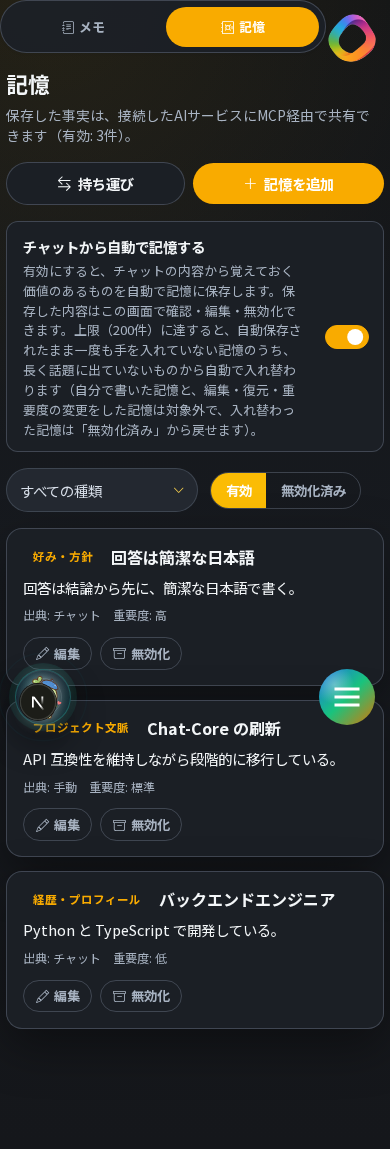 メモ
記憶
記憶
保存した事実は、接続したAIサービスにMCP経由で共有で
きます（有効: 3件）。
持ち運び
記憶を追加
チャットから自動で記憶する
有効にすると、チャットの内容から覚えておく
価値のあるものを自動で記憶に保存します。保
存した内容はこの画面で確認・編集・無効化で
きます。上限（200件）に達すると、自動保存さ
れたまま一度も手を入れていない記憶のうち、
長く話題に出ていないものから自動で入れ替わ
ります（自分で書いた記憶と、編集・復元・重
要度の変更をした記憶は対象外で、入れ替わっ
た記憶は「無効化済み」から戻せます）。
すべての種類
有効
無効化済み
好み・方針 回答は簡潔な日本語
回答は結論から先に、簡潔な日本語で書く。
出典: チャット 重要度: 高
編集
無効化
N
プロジェクト文脈 Chat-Core の刷新
API 互換性を維持しながら段階的に移行している。
出典: 手動 重要度: 標準
編集
無効化
経歴・プロフィール バックエンドエンジニア
Python と TypeScript で開発している。
出典: チャット 重要度: 低
編集
無効化